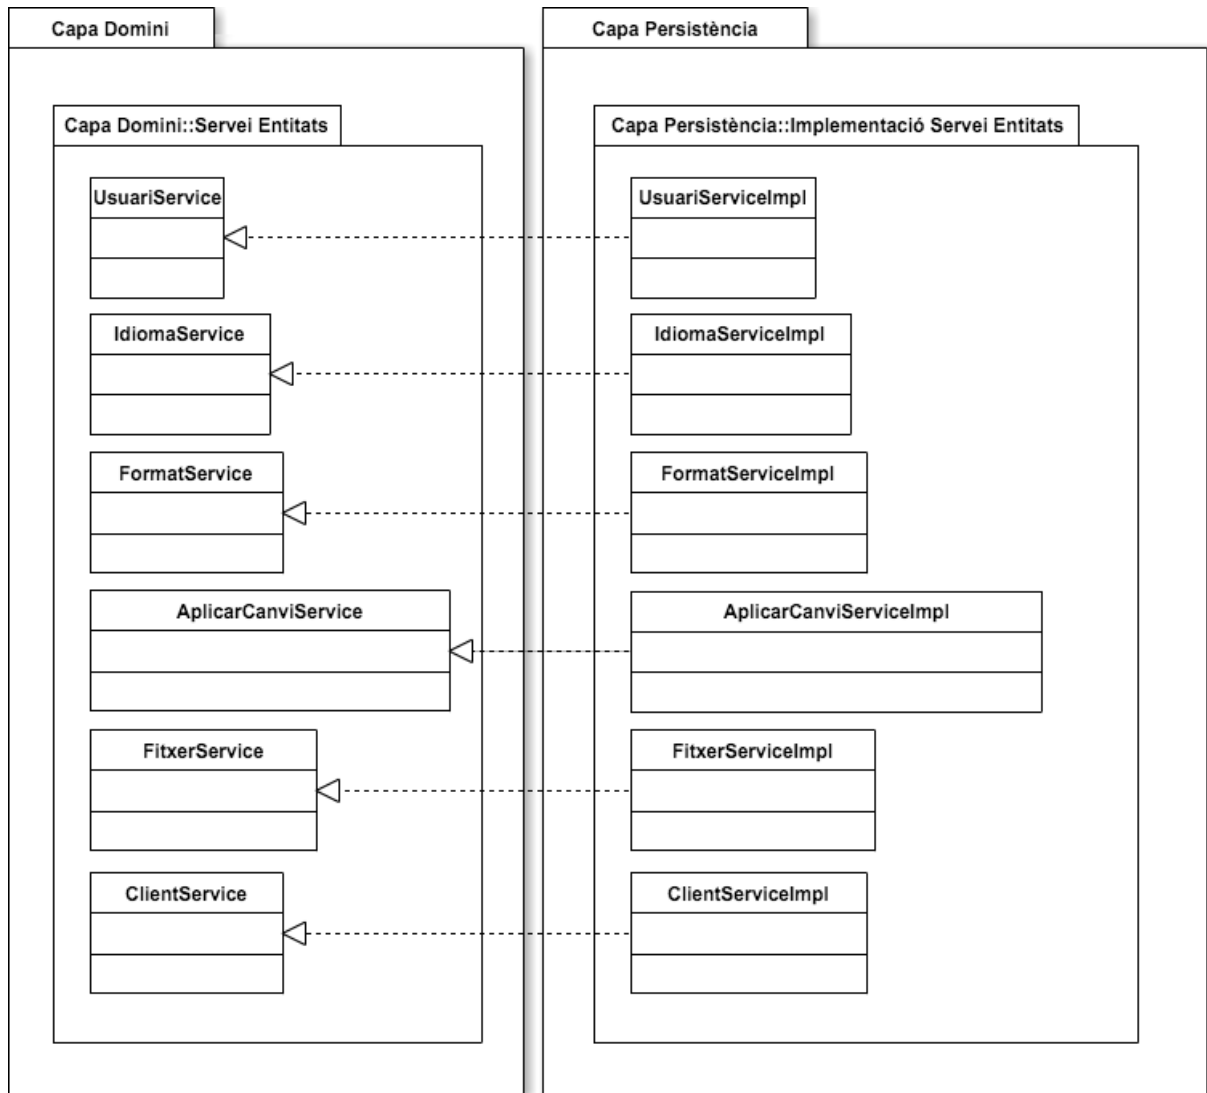 Capa Domini
Capa Persistència
Capa Domini::Servei Entitats
Capa Persistència::Implementació Servei Entitats
UsuariService
UsuariServiceImpl
IdiomaService
IdiomaServiceImpl
FormatService
FormatServiceImpl
AplicarCanviService
AplicarCanviServiceImpl
FitxerService
FitxerServiceImpl
ClientService
ClientServiceImpl